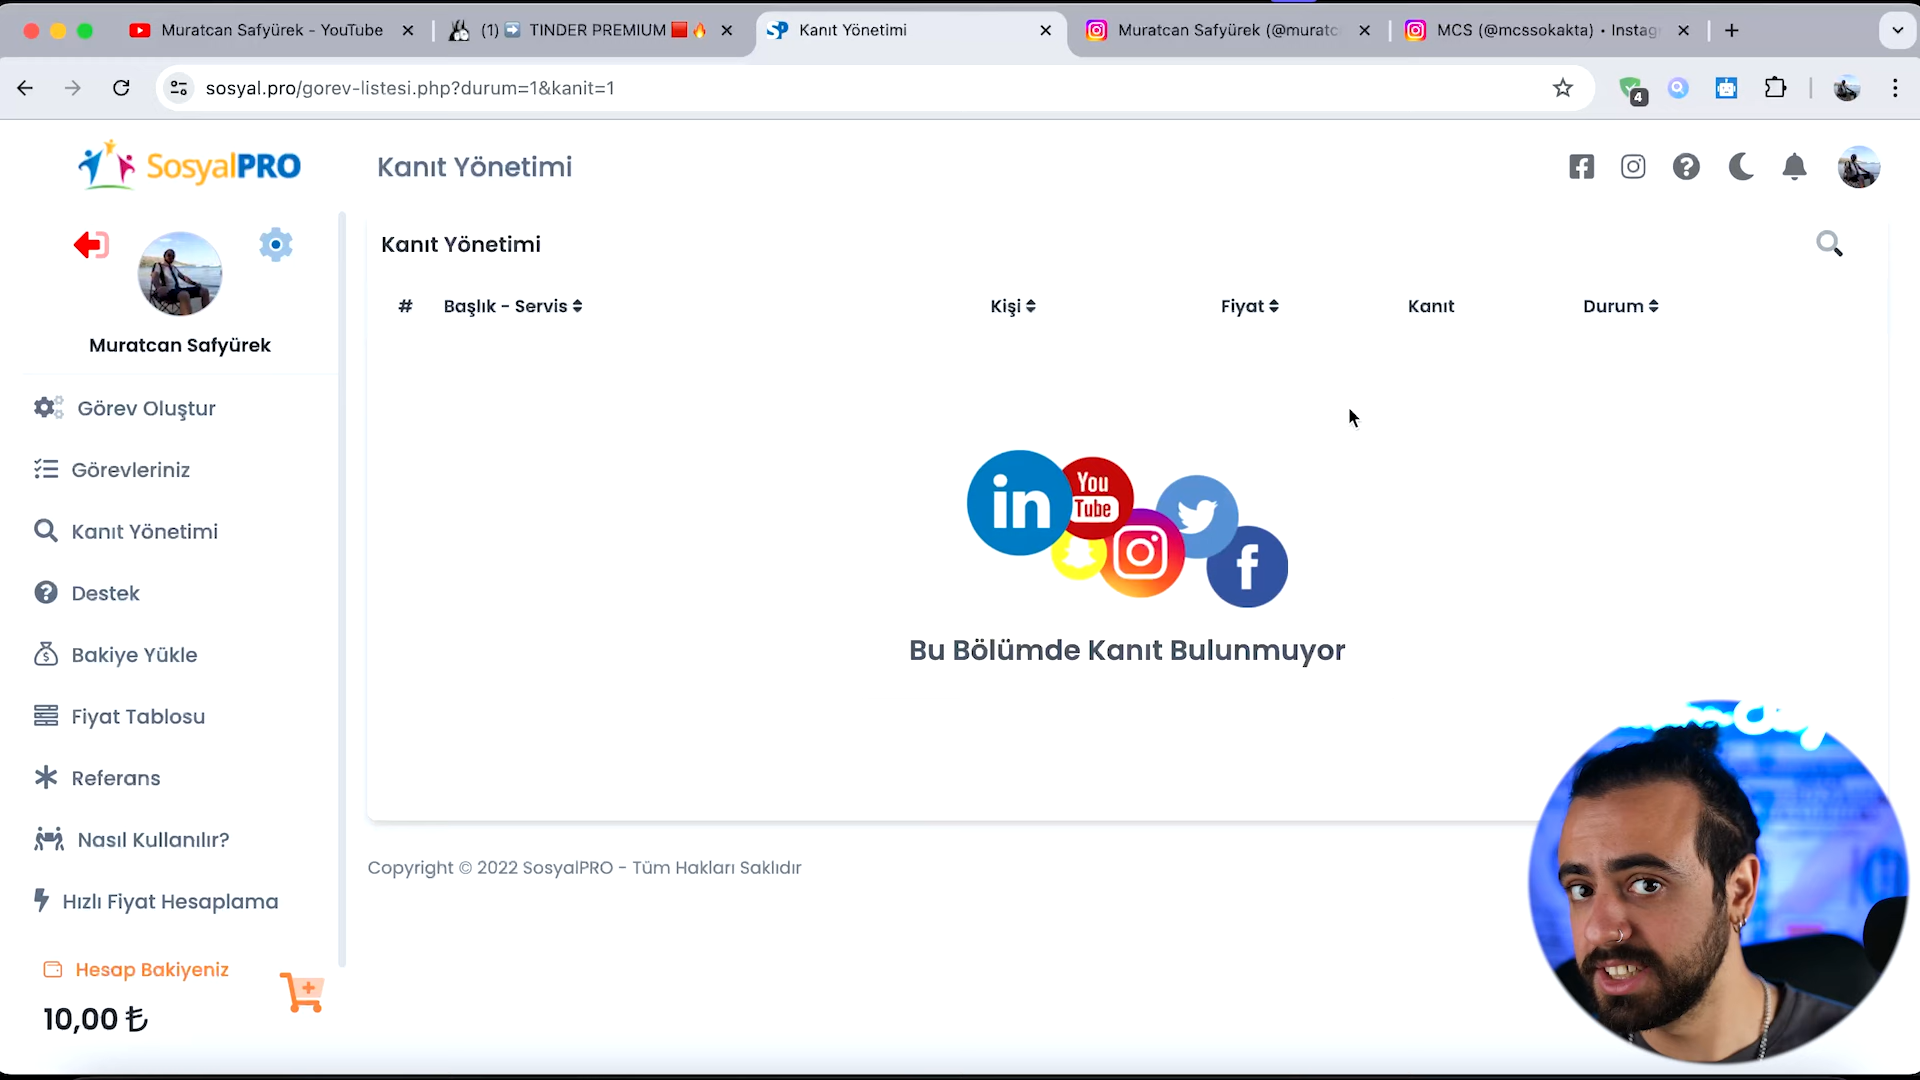 Muratcan Safyürek - YouTube
(1) TINDER PREMIUM
Kanıt Yönetimi
Muratcan Safyürek (@muratc
MCS (@mcssokakta) • Instag
sosyal.pro/gorev-listesi.php?durum=1&kanit=1
4
SosyalPRO
Kanıt Yönetimi
Muratcan Safyürek
Görev Oluştur
Görevleriniz
Kanıt Yönetimi
Destek
Bakiye Yükle
Fiyat Tablosu
Referans
Nasıl Kullanılır?
Hızlı Fiyat Hesaplama
Hesap Bakiyeniz
10,00 ₺
Kanıt Yönetimi
# Başlık - Servis Kişi Fiyat Kanıt Durum
in
You
Tube
f
Bu Bölümde Kanıt Bulunmuyor
Copyright © 2022 SosyalPRO - Tüm Hakları Saklıdır